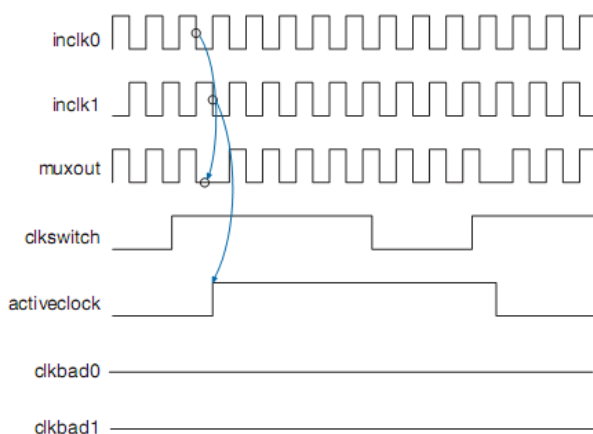 inclk0
inclk1
muxout
clkswitch
activeclock
clkbad0
clkbad1